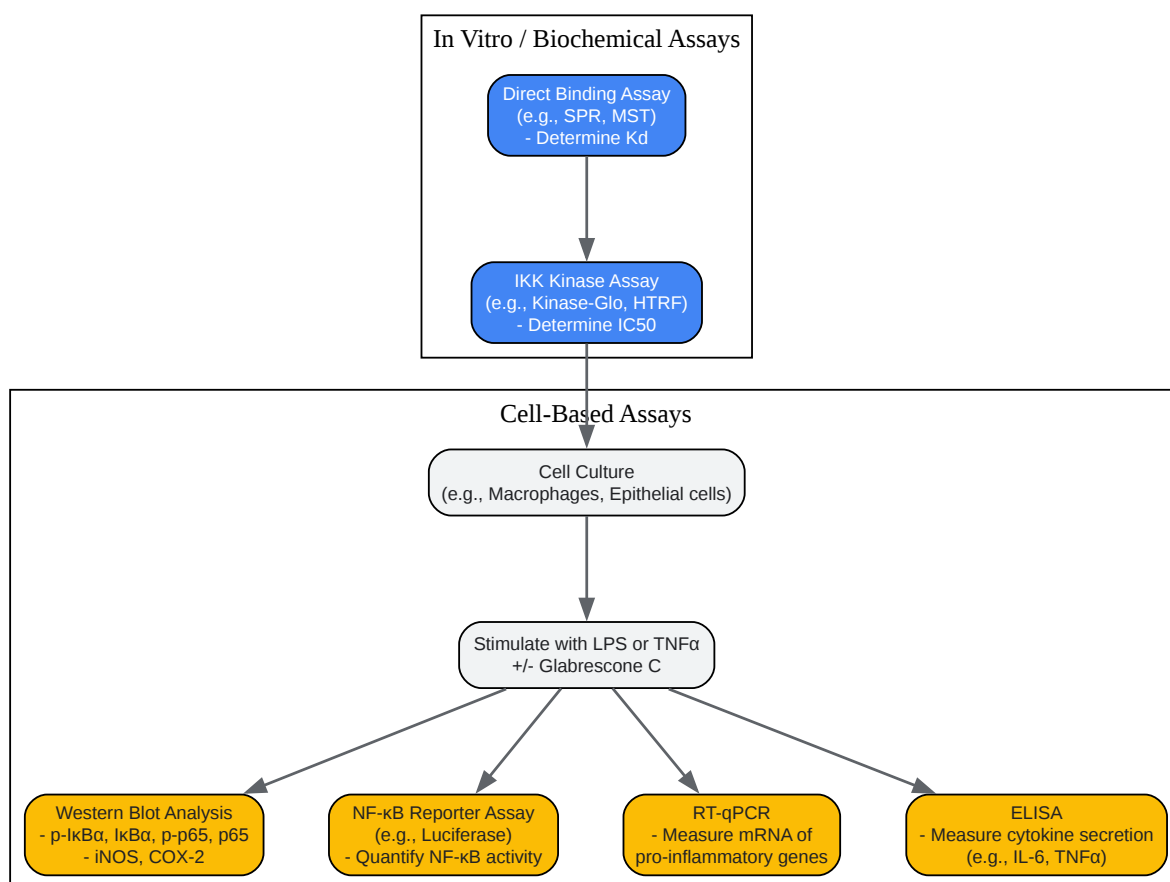 In Vitro / Biochemical Assays
Direct Binding Assay
(e.g., SPR, MST)
- Determine Kd
IKK Kinase Assay
(e.g., Kinase-Glo, HTRF)
- Determine IC50
Cell-Based Assays
Cell Culture
(e.g., Macrophages, Epithelial cells)
Stimulate with LPS or TNFα
+/- Glabrescone C
Western Blot Analysis
- p-IκBα, IκBα, p-p65, p65
- iNOS, COX-2
NF-κB Reporter Assay
(e.g., Luciferase)
- Quantify NF-κB activity
RT-qPCR
- Measure mRNA of
pro-inflammatory genes
ELISA
- Measure cytokine secretion
(e.g., IL-6, TNFα)